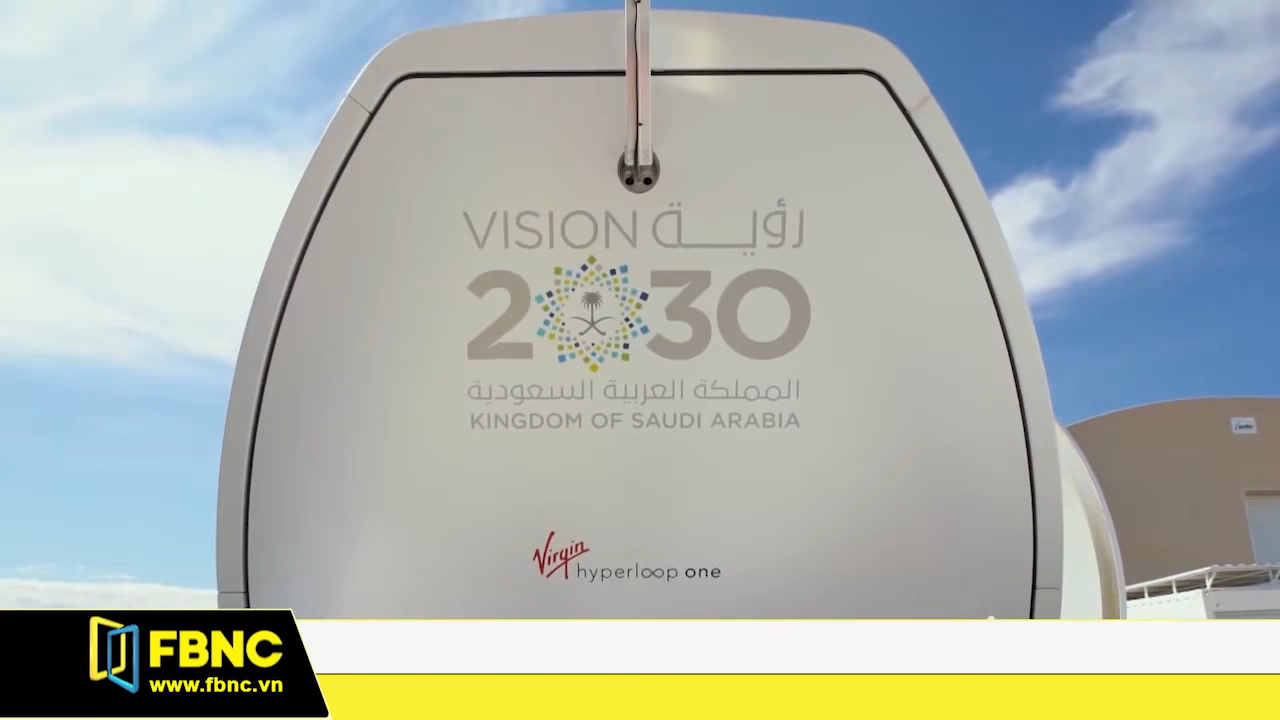 VISION رؤية
2030
المملكة العربية السعودية
KINGDOM OF SAUDI ARABIA
Virgin
hyperloop one
FBNC
www.fbnc.vn